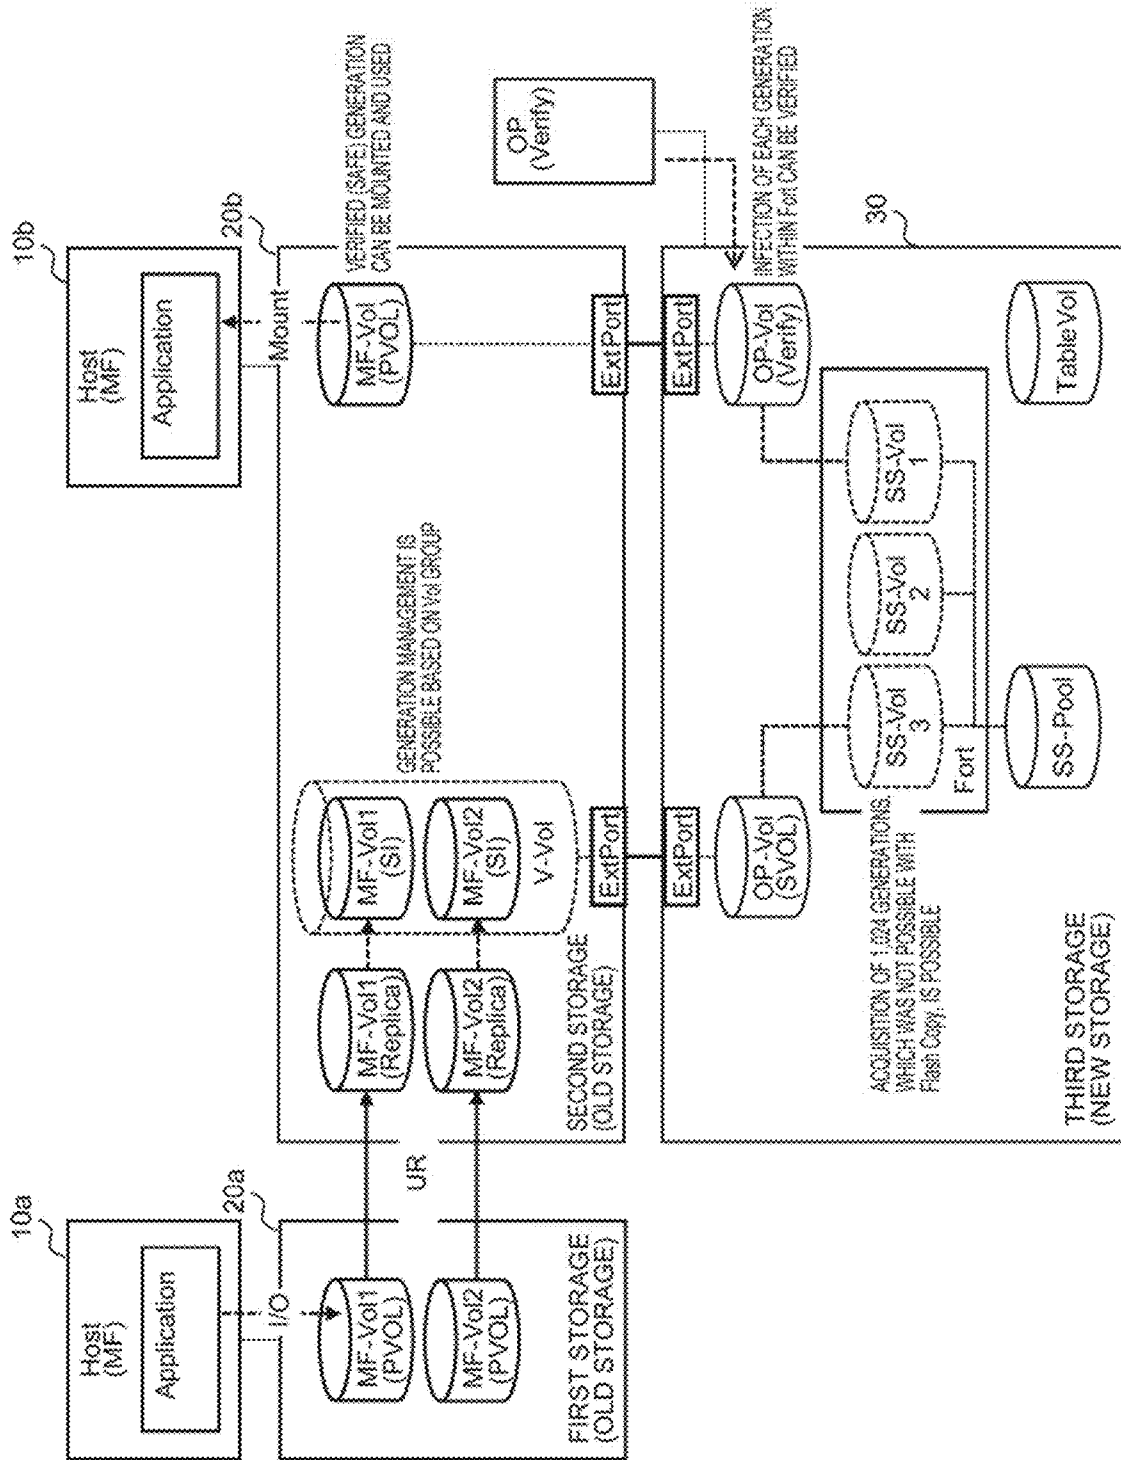 10a
Host
(MF)
Application
I/O
20a
MF-Vol1
(PVOL)
MF-Vol2
(PVOL)
FIRST STORAGE
(OLD STORAGE)
UR
MF-Vol1
(Replica)
MF-Vol2
(Replica)
SECOND STORAGE
(OLD STORAGE)
MF-Vol1
(SI)
MF-Vol2
(SI)
V-Vol
GENERATION MANAGEMENT IS
POSSIBLE BASED ON Vol GROUP
10b
Host
(MF)
Application
Mount
20b
MF-Vol
(PVOL)
VERIFIED (SAFE) GENERATION
CAN BE MOUNTED AND USED
ExtPort
ExtPort
ExtPort
ExtPort
OP
(Verify)
OP-Vol
(SVOL)
OP-Vol
(Verify)
INFECTION OF EACH GENERATION
WITHIN Fort CAN BE VERIFIED
30
SS-Vol
3
SS-Vol
2
SS-Vol
1
Fort
ACQUISITION OF 1,024 GENERATIONS,
WHICH WAS NOT POSSIBLE WITH
Flash Copy, IS POSSIBLE
SS-Pool
TableVol
THIRD STORAGE
(NEW STORAGE)